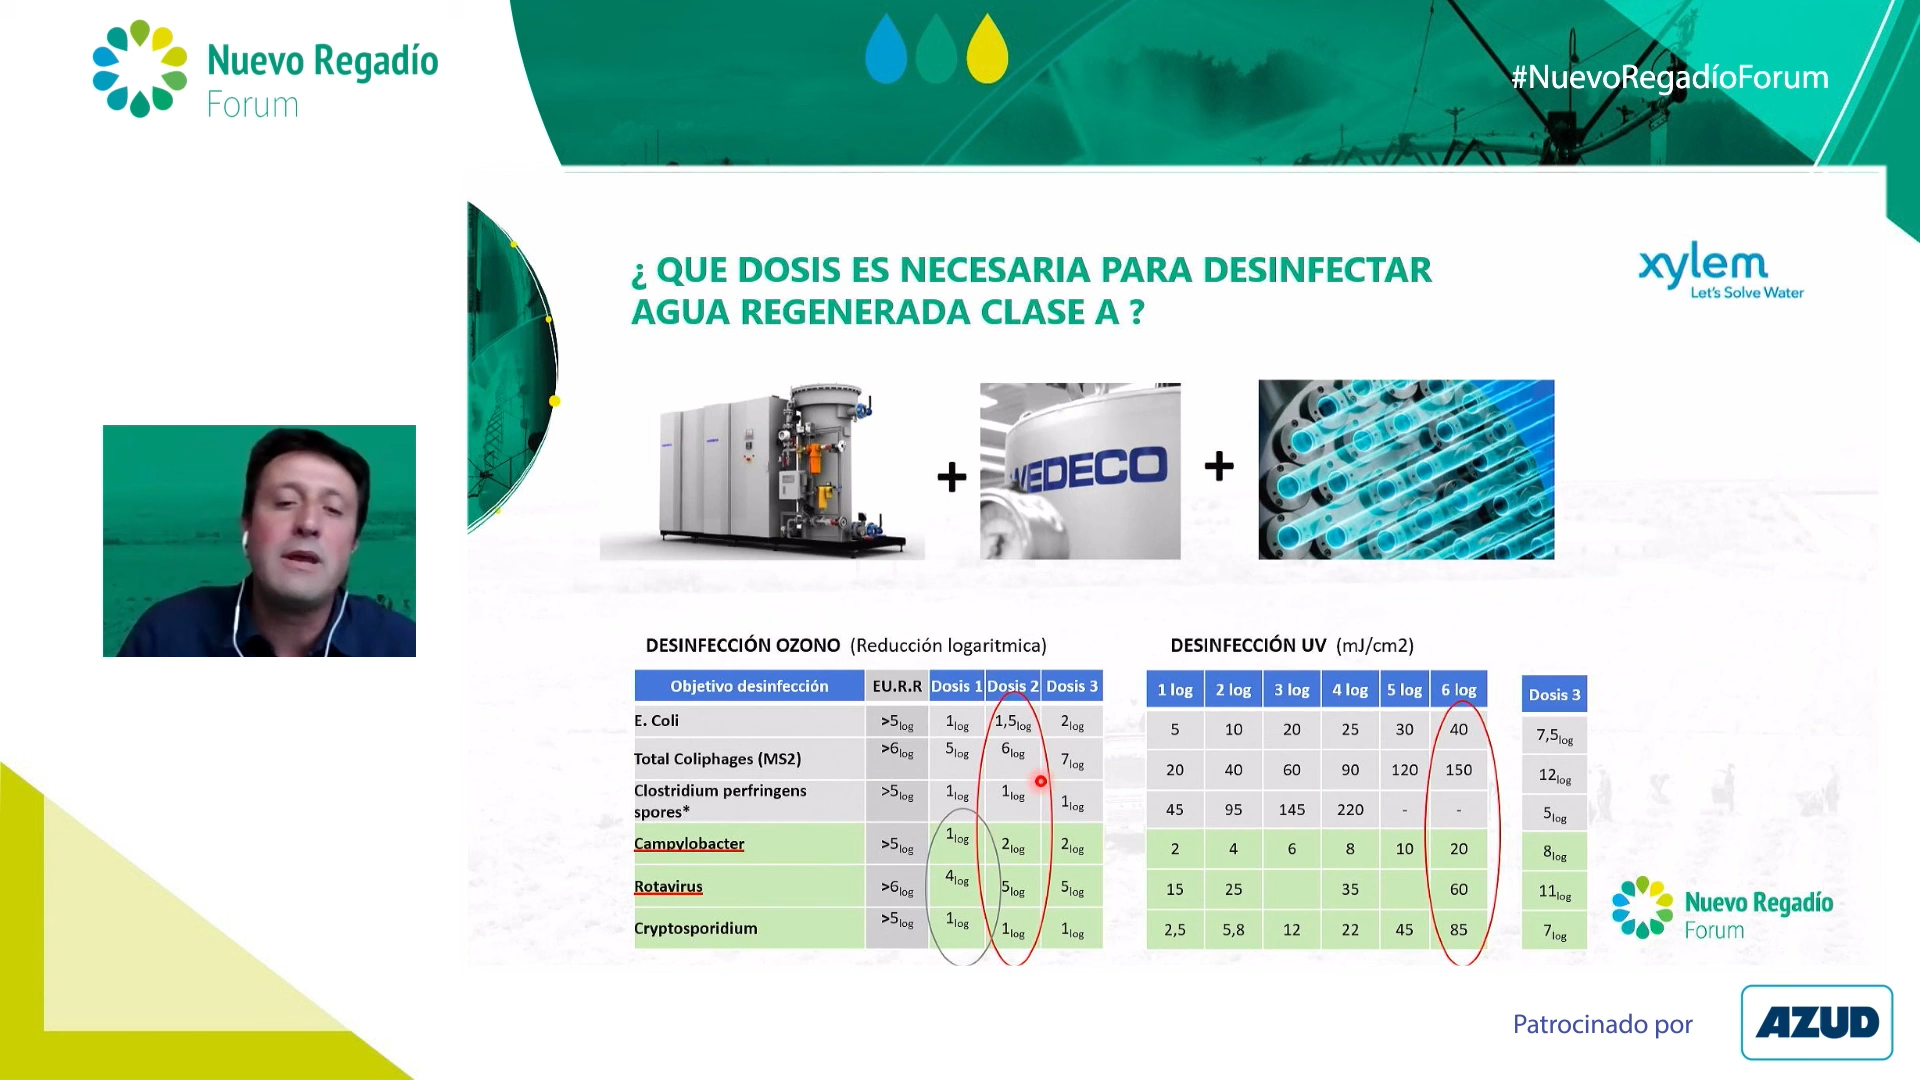 Nuevo Regadío
Forum
#NuevoRegadíoForum
¿ QUE DOSIS ES NECESARIA PARA DESINFECTAR
AGUA REGENERADA CLASE A ?
xylem
Let's Solve Water
+
WEDECO
+
DESINFECCIÓN OZONO (Reducción logaritmica)
Objetivo desinfección EU.R.R Dosis 1 Dosis 2 Dosis 3
E. Coli >5log 1log 1,5log 2log
Total Coliphages (MS2) >6log 5log 6log 7log
Clostridium perfringens
spores* >5log 1log 1log 1log
Campylobacter >5log 1log 2log 2log
Rotavirus >6log 4log 5log 5log
Cryptosporidium >5log 1log 1log 1log
DESINFECCIÓN UV (mJ/cm2)
1 log 2 log 3 log 4 log 5 log 6 log
5 10 20 25 30 40
20 40 60 90 120 150
45 95 145 220 - -
2 4 6 8 10 20
15 25 35 60
2,5 5,8 12 22 45 85
Dosis 3
7,5log
12log
5log
8log
11log
7log
Nuevo Regadío
Forum
Patrocinado por
AZUD